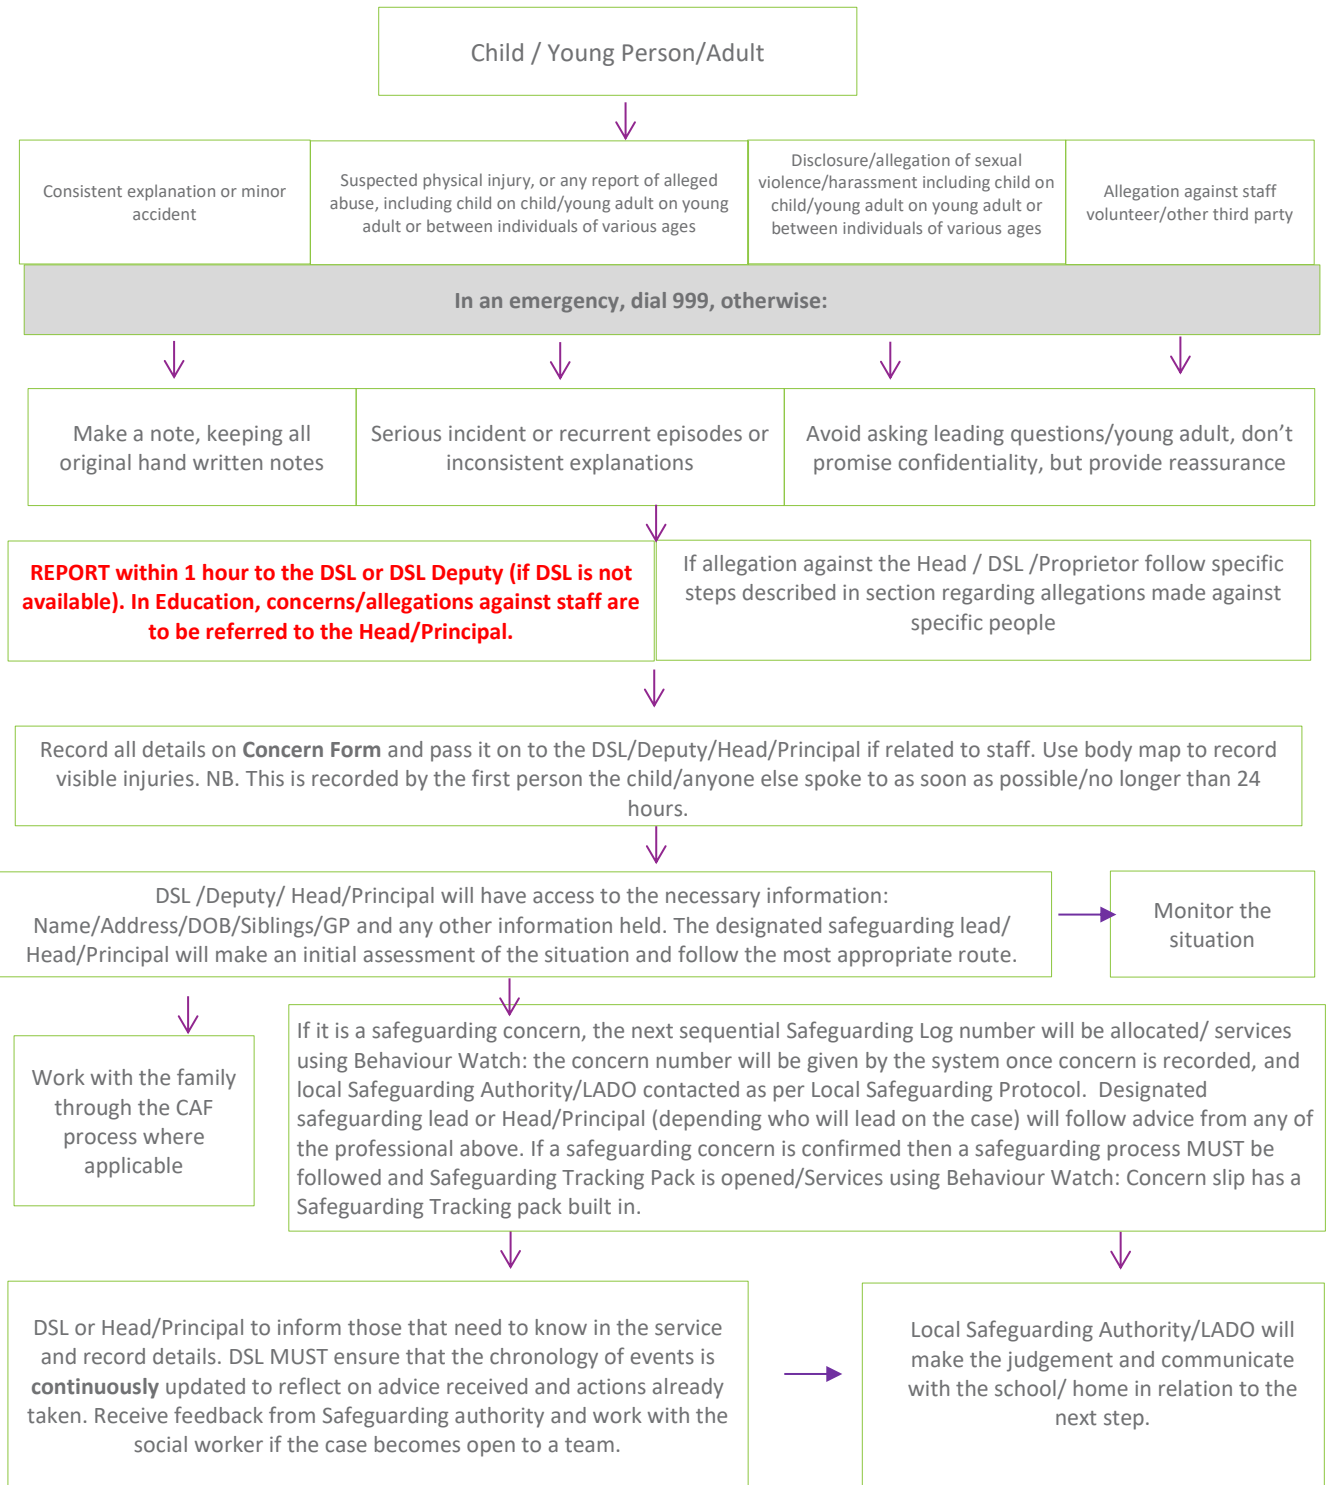 Child / Young Person/Adult
Consistent explanation or minor
accident
Suspected physical injury, or any report of alleged
abuse, including child on child/young adult on young
adult or between individuals of various ages
Disclosure/allegation of sexual
violence/harassment including child on
child/young adult on young adult or
between individuals of various ages
Allegation against staff
volunteer/other third party
In an emergency, dial 999, otherwise:
Make a note, keeping all
original hand written notes
Serious incident or recurrent episodes or
inconsistent explanations
Avoid asking leading questions/young adult, don’t
promise confidentiality, but provide reassurance
REPORT within 1 hour to the DSL or DSL Deputy (if DSL is not
available). In Education, concerns/allegations against staff are
to be referred to the Head/Principal.
If allegation against the Head / DSL /Proprietor follow specific
steps described in section regarding allegations made against
specific people
Record all details on Concern Form and pass it on to the DSL/Deputy/Head/Principal if related to staff. Use body map to record
visible injuries. NB. This is recorded by the first person the child/anyone else spoke to as soon as possible/no longer than 24
hours.
DSL /Deputy/ Head/Principal will have access to the necessary information:
Name/Address/DOB/Siblings/GP and any other information held. The designated safeguarding lead/
Head/Principal will make an initial assessment of the situation and follow the most appropriate route.
Monitor the
situation
Work with the family
through the CAF
process where
applicable
If it is a safeguarding concern, the next sequential Safeguarding Log number will be allocated/ services
using Behaviour Watch: the concern number will be given by the system once concern is recorded, and
local Safeguarding Authority/LADO contacted as per Local Safeguarding Protocol. Designated
safeguarding lead or Head/Principal (depending who will lead on the case) will follow advice from any of
the professional above. If a safeguarding concern is confirmed then a safeguarding process MUST be
followed and Safeguarding Tracking Pack is opened/Services using Behaviour Watch: Concern slip has a
Safeguarding Tracking pack built in.
DSL or Head/Principal to inform those that need to know in the service
and record details. DSL MUST ensure that the chronology of events is
continuously updated to reflect on advice received and actions already
taken. Receive feedback from Safeguarding authority and work with the
social worker if the case becomes open to a team.
Local Safeguarding Authority/LADO will
make the judgement and communicate
with the school/ home in relation to the
next step.